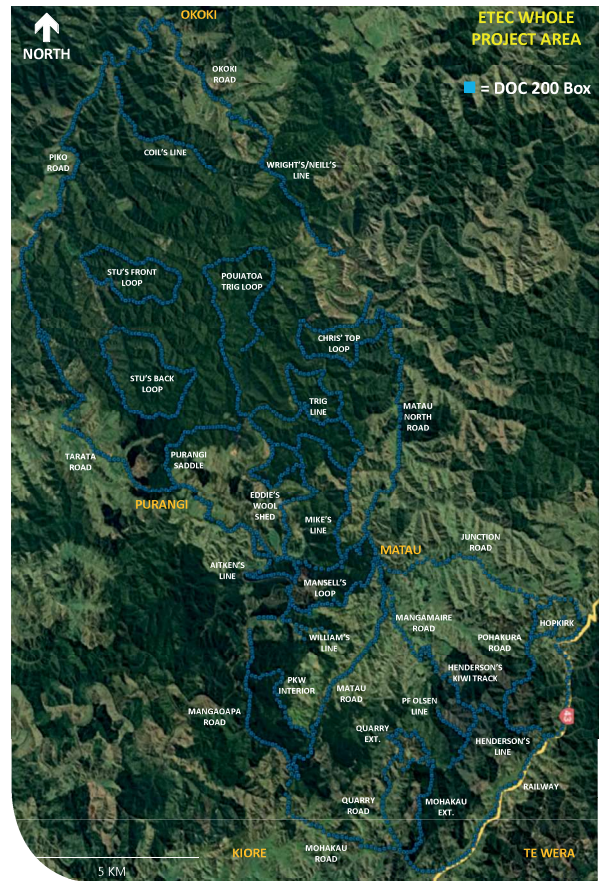 OKOKI
ETEC WHOLE
PROJECT AREA
NORTH
OKOKI
ROAD
= DOC 200 Box
COIL'S LINE
PIKO
ROAD
WRIGHT'S/NEILL'S
LINE
STU'S FRONT
LOOP
POUIATOA
TRIG LOOP
CHRIS' TOP
LOOP
STU'S BACK
LOOP
TRIG
LINE
MATAU
NORTH
ROAD
TARATA
ROAD
PURANGI
SADDLE
PURANGI
EDDIE'S
WOOL
SHED
MIKE'S
LINE
JUNCTION
ROAD
MATAU
AITKEN'S
LINE
MANSELL'S
LOOP
MANGAMAIRE
ROAD
HOPKIRK
POHAKURA
ROAD
WILLIAM'S
LINE
HENDERSON'S
KIWI TRACK
PKW
INTERIOR
MATAU
ROAD
PF OLSEN
LINE
MANGAOAPA
ROAD
QUARRY
EXT.
HENDERSON'S
LINE
RAILWAY
QUARRY
ROAD
MOHAKAU
EXT.
MOHAKAU
ROAD
KIORE
TE WERA
5 KM